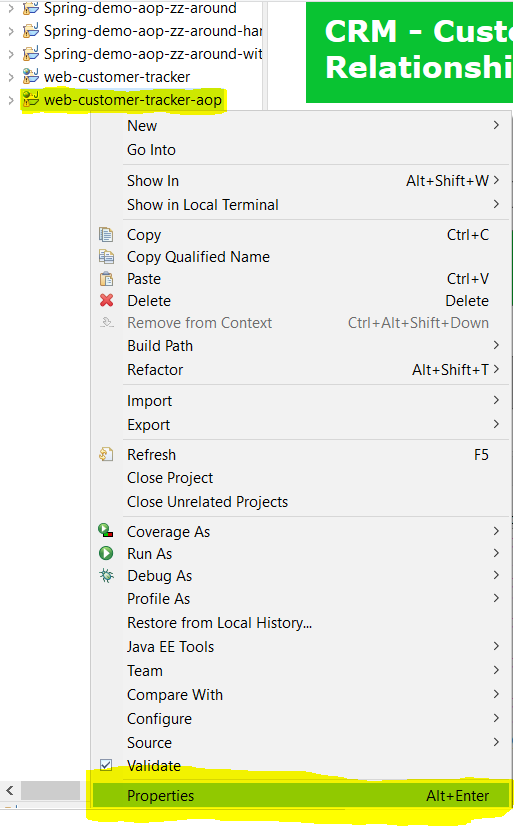 Spring-demo-aop-zz-around
Spring-demo-aop-zz-around-har
Spring-demo-aop-zz-around-wit
web-customer-tracker
web-customer-tracker-aop
CRM - Cust
Relationshi
New
Go Into
Show In Alt+Shift+W
Show in Local Terminal
Copy Ctrl+C
Copy Qualified Name
Paste Ctrl+V
Delete Delete
Remove from Context Ctrl+Alt+Shift+Down
Build Path
Refactor Alt+Shift+T
Import
Export
Refresh F5
Close Project
Close Unrelated Projects
Coverage As
Run As
Debug As
Profile As
Restore from Local History...
Java EE Tools
Team
Compare With
Configure
Source
Validate
Properties Alt+Enter